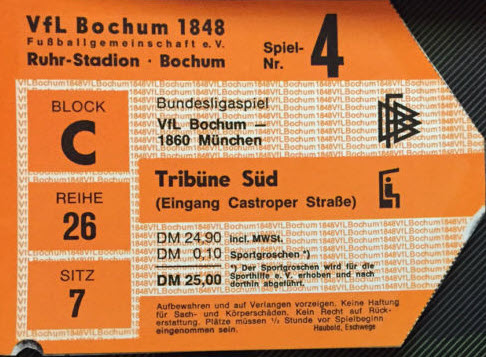 VfL Bochum 1848
Fußballgemeinschaft e.V.
Ruhr-Stadion · Bochum
Spiel-
Nr.
4
BLOCK
C
REIHE
26
SITZ
7
Bundesligaspiel
VfL Bochum —
1860 München
DFB
Tribüne Süd
(Eingang Castroper Straße)
DM 24,90 incl. MWSt.
DM 0,10 Sportgroschen *)
DM 25,00
*) Der Sportgroschen wird für die
Sporthilfe e.V. erhoben und nach
dorthin abgeführt.
Aufbewahren und auf Verlangen vorzeigen. Keine Haftung
für Sach- und Körperschäden. Kein Recht auf Rück-
erstattung. Plätze müssen ½ Stunde vor Spielbeginn
eingenommen sein.
Haubold, Eschwege